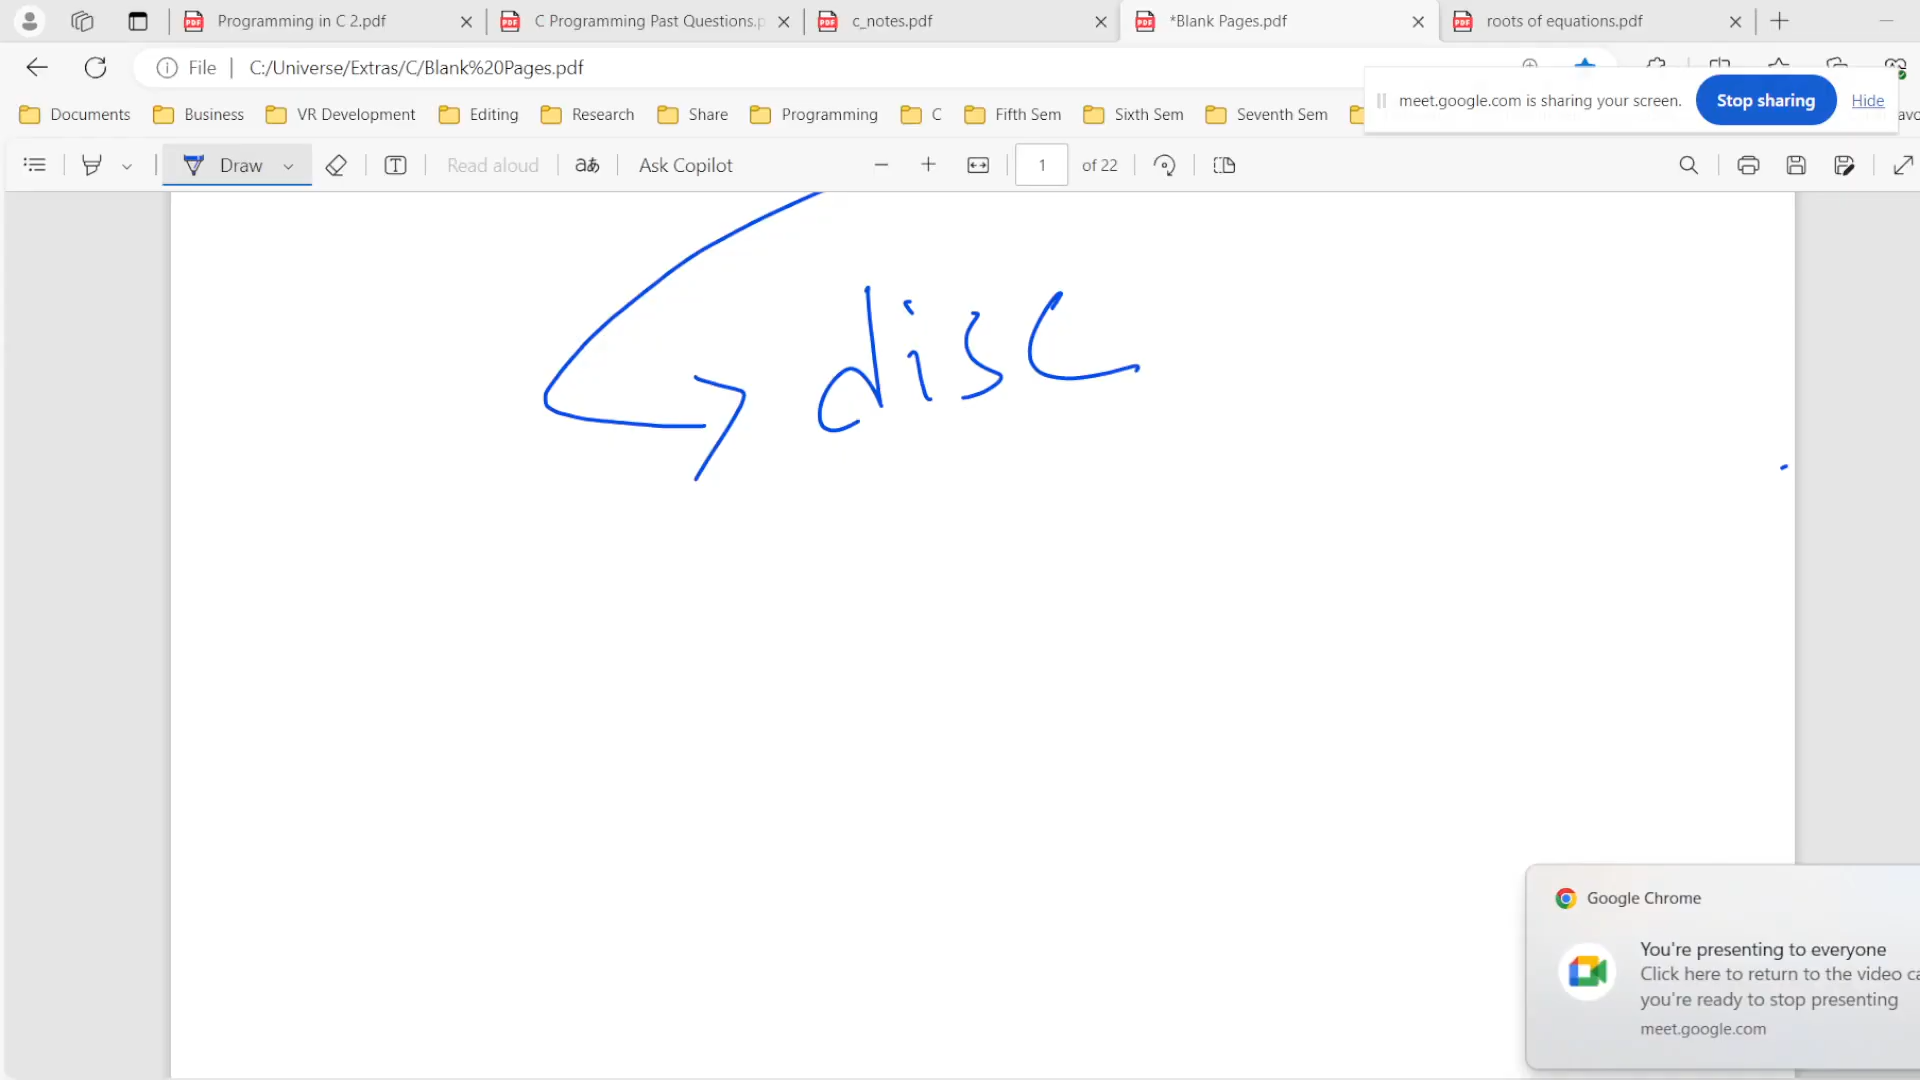 Programming in C 2.pdf
C Programming Past Questions.p
c_notes.pdf
*Blank Pages.pdf
roots of equations.pdf
File | C:/Universe/Extras/C/Blank%20Pages.pdf
meet.google.com is sharing your screen.
Stop sharing
Hide
Documents
Business
VR Development
Editing
Research
Share
Programming
C
Fifth Sem
Sixth Sem
Seventh Sem
avo
Draw
Read aloud
aあ
Ask Copilot
1 of 22
disc
Google Chrome
You're presenting to everyone
Click here to return to the video ca
you're ready to stop presenting
meet.google.com